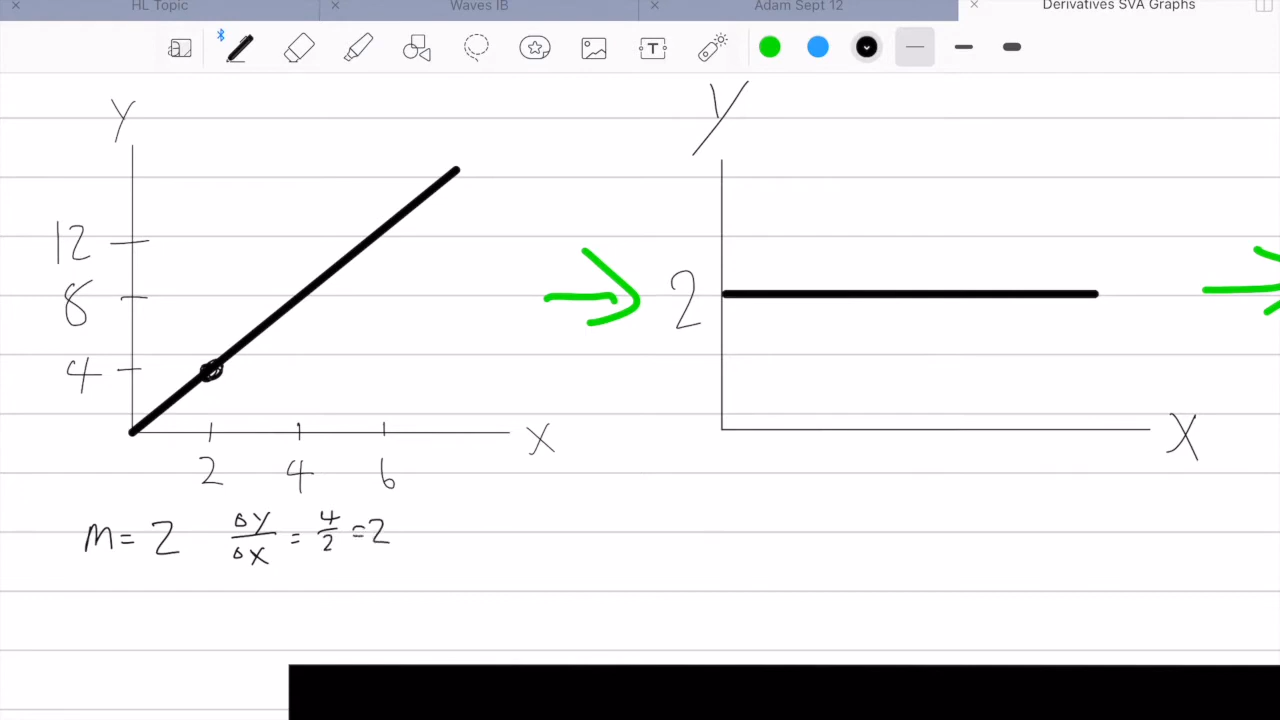 HL Topic
Waves IB
Adam Sept 12
Derivatives SVA Graphs
Y
12
8
4
2 4 6
X
m = 2 ΔY/ΔX = 4/2 = 2
Y
2
X